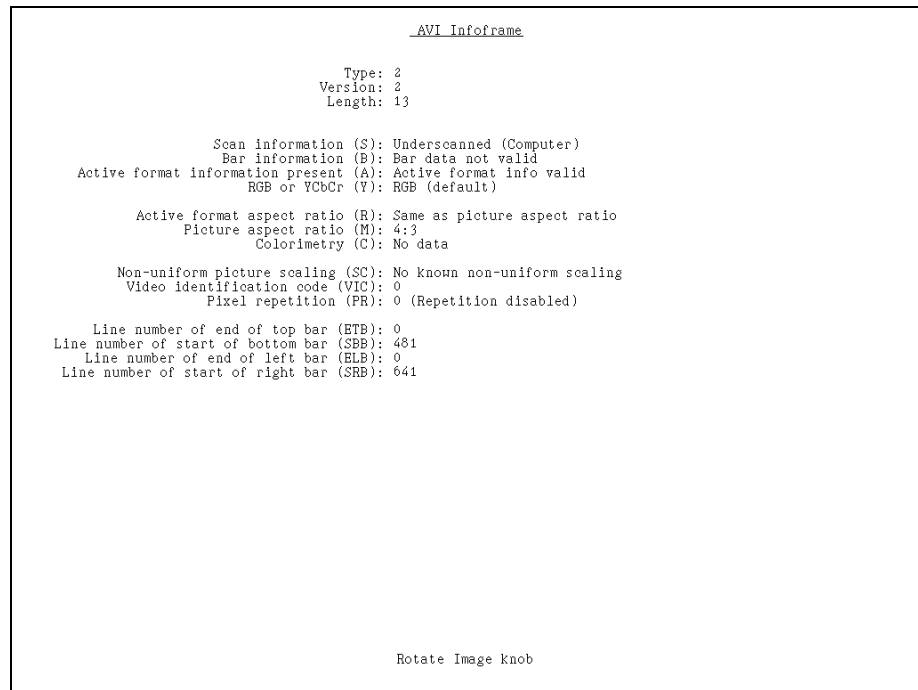 AVI Infoframe
Type: 2
Version: 2
Length: 13
Scan information (S): Underscanned (Computer)
Bar information (B): Bar data not valid
Active format information present (A): Active format info valid
RGB or YCbCr (Y): RGB (default)
Active format aspect ratio (R): Same as picture aspect ratio
Picture aspect ratio (M): 4:3
Colorimetry (C): No data
Non-uniform picture scaling (SC): No known non-uniform scaling
Video identification code (VIC): 0
Pixel repetition (PR): 0 (Repetition disabled)
Line number of end of top bar (ETB): 0
Line number of start of bottom bar (SBB): 481
Line number of end of left bar (ELB): 0
Line number of start of right bar (SRB): 641
Rotate Image knob